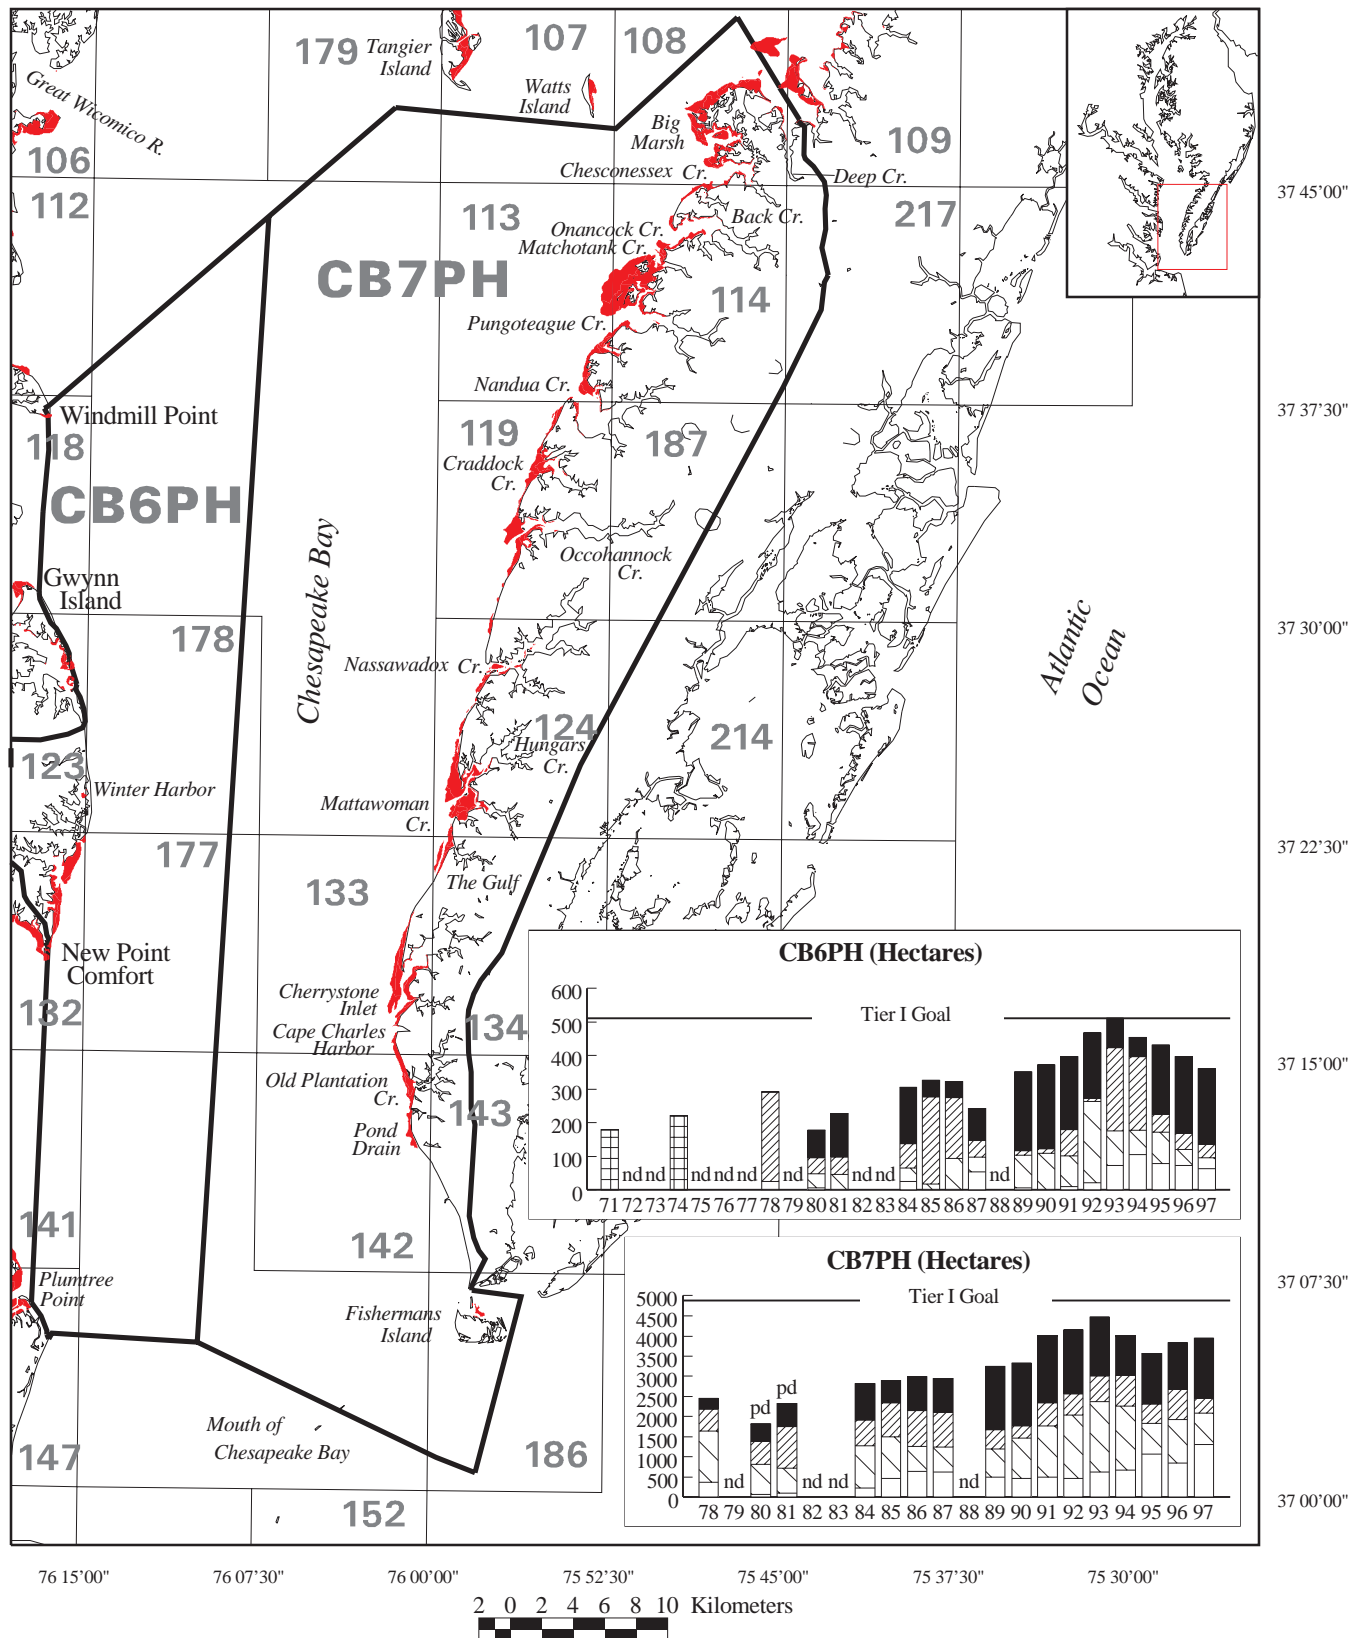 179
Tangier
Island
107
108
Great Wicomico R.
Watts
Island
Big
Marsh
106
109
Chesconessex Cr.
Deep Cr.
37 45'00"
112
113
217
Back Cr.
Onancock Cr.
Matchotank Cr.
CB7PH
114
Pungoteague Cr.
Nandua Cr.
37 37'30"
Windmill Point
118
119
187
Craddock
Cr.
CB6PH
Chesapeake Bay
Occohannock
Cr.
Gwynn
Island
178
37 30'00"
Atlantic
Ocean
Nassawadox Cr.
124
214
Hungars
Cr.
123
Winter Harbor
Mattawoman
Cr.
177
37 22'30"
133
The Gulf
New Point
Comfort
Cherrystone
Inlet
132
Cape Charles
Harbor
134
37 15'00"
Old Plantation
Cr.
143
Pond
Drain
141
142
Plumtree
Point
37 07'30"
Fishermans
Island
Mouth of
Chesapeake Bay
147
186
152
37 00'00"
CB6PH (Hectares)
600
500
400
300
200
100
0
Tier I Goal
nd nd nd nd nd nd nd nd nd
71 72 73 74 75 76 77 78 79 80 81 82 83 84 85 86 87 88 89 90 91 92 93 94 95 96 97
CB7PH (Hectares)
5000
4500
4000
3500
3000
2500
2000
1500
1000
500
0
Tier I Goal
pd
pd
nd nd nd nd
78 79 80 81 82 83 84 85 86 87 88 89 90 91 92 93 94 95 96 97
76 15'00" 76 07'30" 76 00'00" 75 52'30" 75 45'00" 75 37'30" 75 30'00"
2 0 2 4 6 8 10 Kilometers